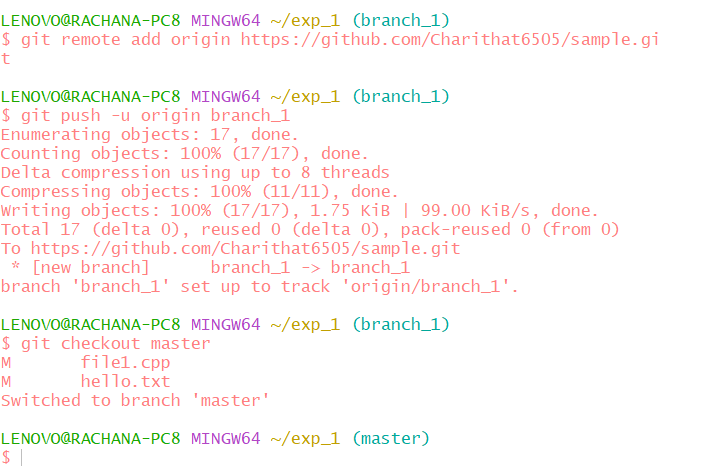 LENOVO@RACHANA-PC8 MINGW64 ~/exp_1 (branch_1)
$ git remote add origin https://github.com/Charithat6505/sample.gi
t
LENOVO@RACHANA-PC8 MINGW64 ~/exp_1 (branch_1)
$ git push -u origin branch_1
Enumerating objects: 17, done.
Counting objects: 100% (17/17), done.
Delta compression using up to 8 threads
Compressing objects: 100% (11/11), done.
Writing objects: 100% (17/17), 1.75 KiB | 99.00 KiB/s, done.
Total 17 (delta 0), reused 0 (delta 0), pack-reused 0 (from 0)
To https://github.com/Charithat6505/sample.git
 * [new branch]      branch_1 -> branch_1
branch 'branch_1' set up to track 'origin/branch_1'.
LENOVO@RACHANA-PC8 MINGW64 ~/exp_1 (branch_1)
$ git checkout master
M       file1.cpp
M       hello.txt
Switched to branch 'master'
LENOVO@RACHANA-PC8 MINGW64 ~/exp_1 (master)
$